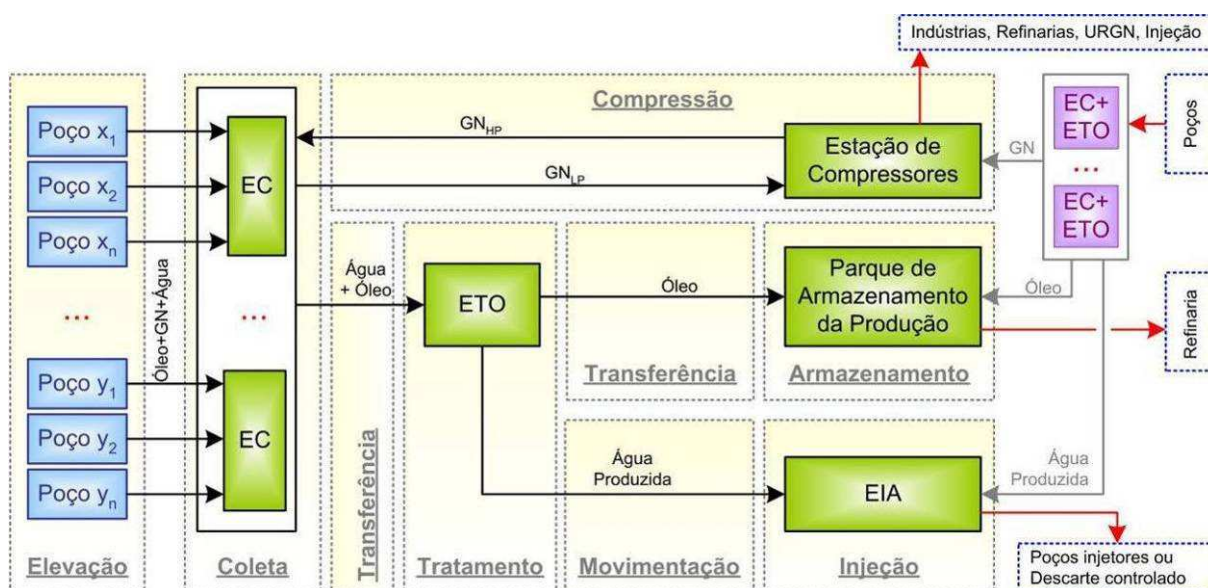 Indústrias, Refinarias, URGN, Injeção
Compressão
Poço x1
Poço x2
Poço xn
...
Poço y1
Poço y2
Poço yn
Elevação
Óleo+GN+Água
EC
...
EC
Coleta
GNHP
GNLP
Estação de
Compressores
GN
EC+
ETO
...
EC+
ETO
Poços
Água
+ Óleo
Transferência
ETO
Tratamento
Óleo
Transferência
Parque de
Armazenamento
da Produção
Armazenamento
Óleo
Refinaria
Água
Produzida
Movimentação
EIA
Injeção
Água
Produzida
Poços injetores ou
Descarte controlado